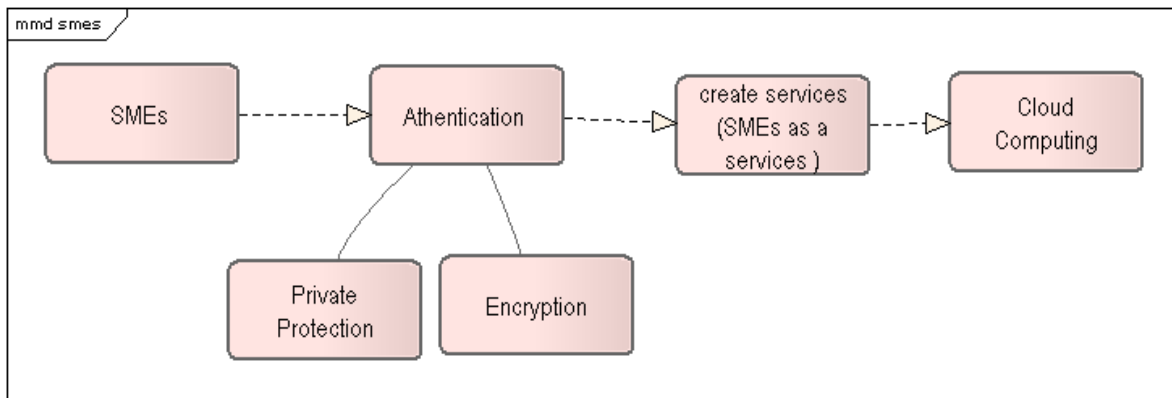 mmd smes
SMEs
Athentication
create services
(SMEs as a
services )
Cloud
Computing
Private
Protection
Encryption